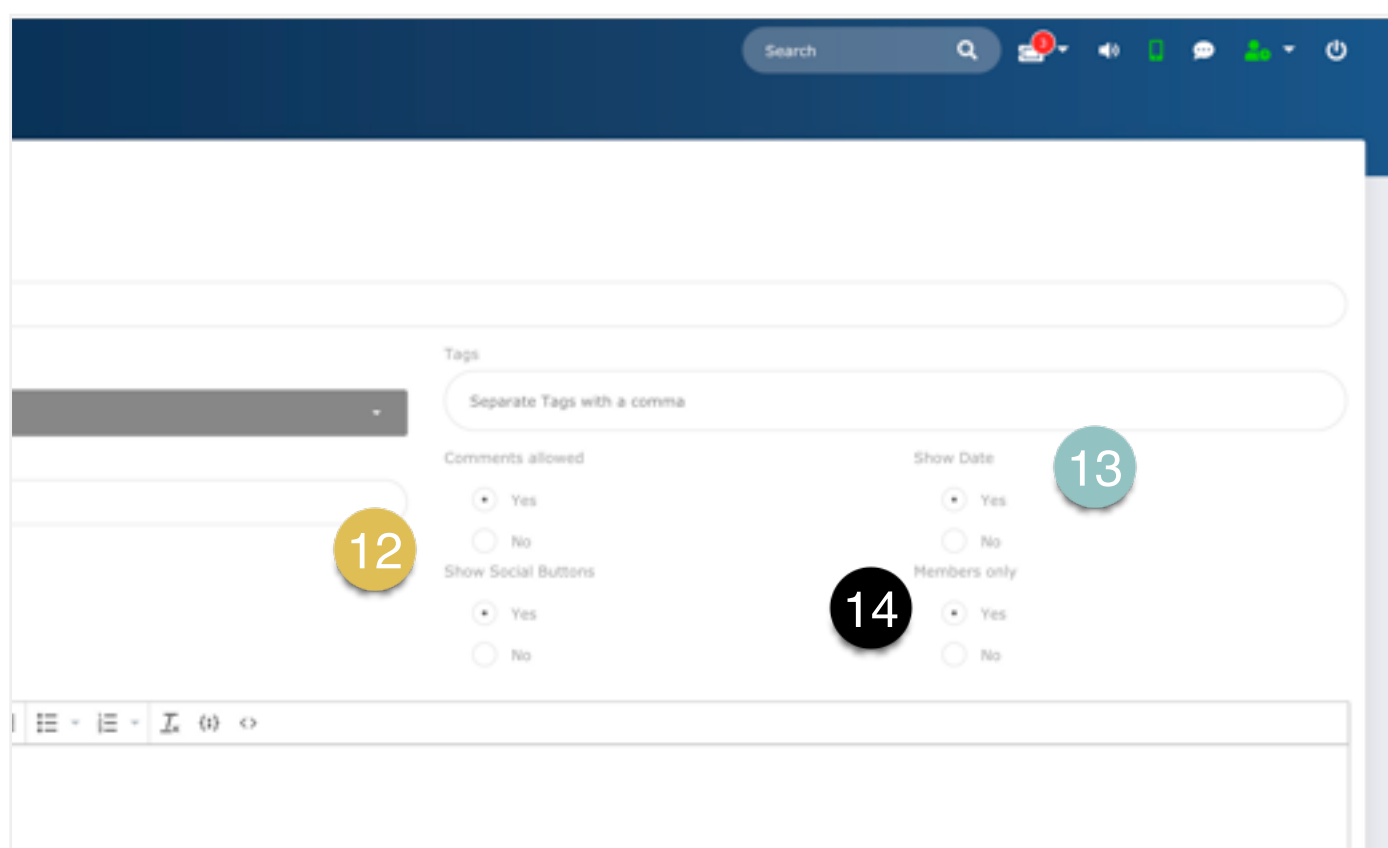 Search
3
Tags
Separate Tags with a comma
Comments allowed
Show Date
13
Yes
Yes
12
No
No
Show Social Buttons
Members only
14
Yes
Yes
No
No